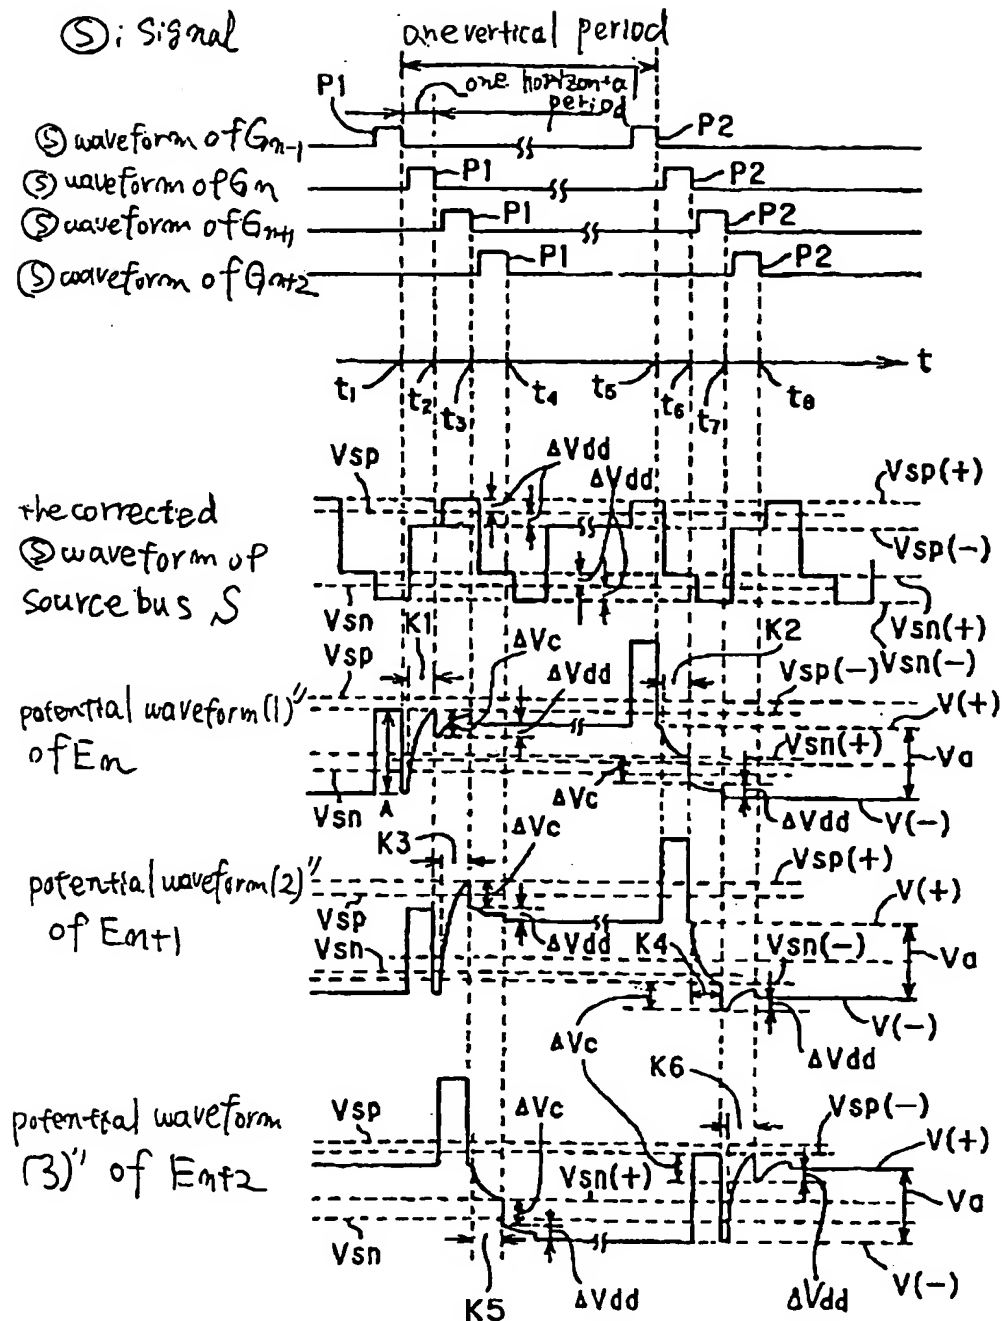 Ⓢ ; signal
one vertical period
one horizontal
period
P1
P2
Ⓢ waveform of Gn-1
Ⓢ waveform of Gn
P1
P2
Ⓢ waveform of Gn+1
P1
P2
Ⓢ waveform of Gn+2
P1
P2
t
t1
t2
t3
t4
t5
t6
t7
t8
Vsp
ΔVdd
ΔVdd
Vsp(+)
the corrected
Ⓢ waveform of
source bus S
Vsp(-)
Vsn
Vsn(+)
Vsn(-)
K1
K2
Vsp
ΔVc
ΔVdd
Vsp(-)
potential waveform(1)"
of En
V(+)
Vsn(+)
Va
Vsn
A
ΔVc
ΔVdd
V(-)
K3
ΔVc
Vsp(+)
potential waveform(2)"
of En+1
Vsp
V(+)
Vsn
ΔVdd
K4
Vsn(-)
Va
V(-)
ΔVc
ΔVdd
K6
potential waveform
(3)" of En+2
Vsp
ΔVc
Vsp(-)
V(+)
Vsn(+)
Va
Vsn
V(-)
K5
ΔVdd
ΔVdd